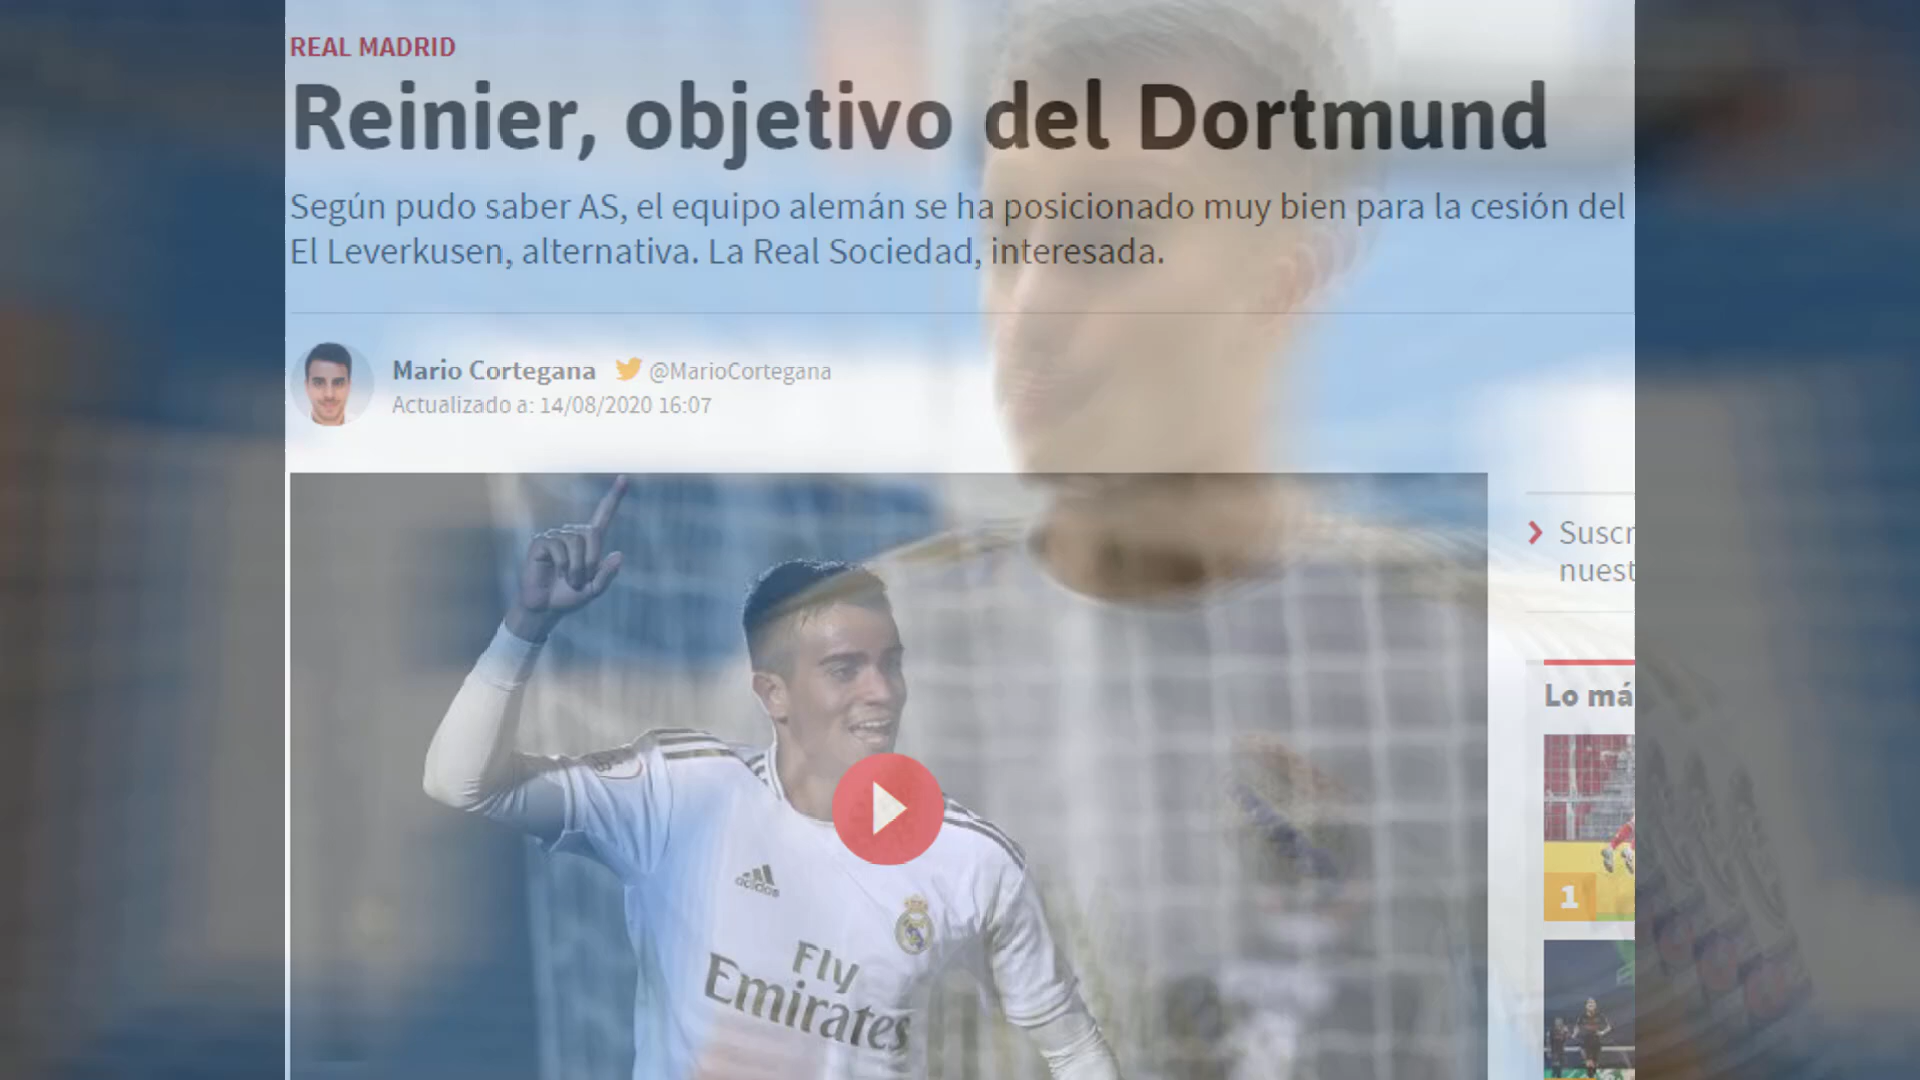 REAL MADRID
Reinier, objetivo del Dortmund
Según pudo saber AS, el equipo alemán se ha posicionado muy bien para la cesión del
El Leverkusen, alternativa. La Real Sociedad, interesada.
Mario Cortegana @MarioCortegana
Actualizado a: 14/08/2020 16:07
Suscr
nuest
Lo má
adidas
Fly
Emirates
1